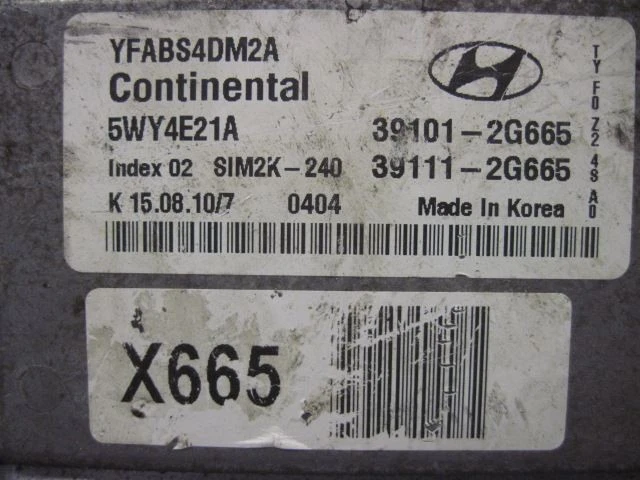 YFABS4DM2A
Continental
5WY4E21A 39101-2G665
Index 02 SIM2K-240 39111-2G665
K 15.08.10/7 0404 Made In Korea
TYF0Z248A0
X665